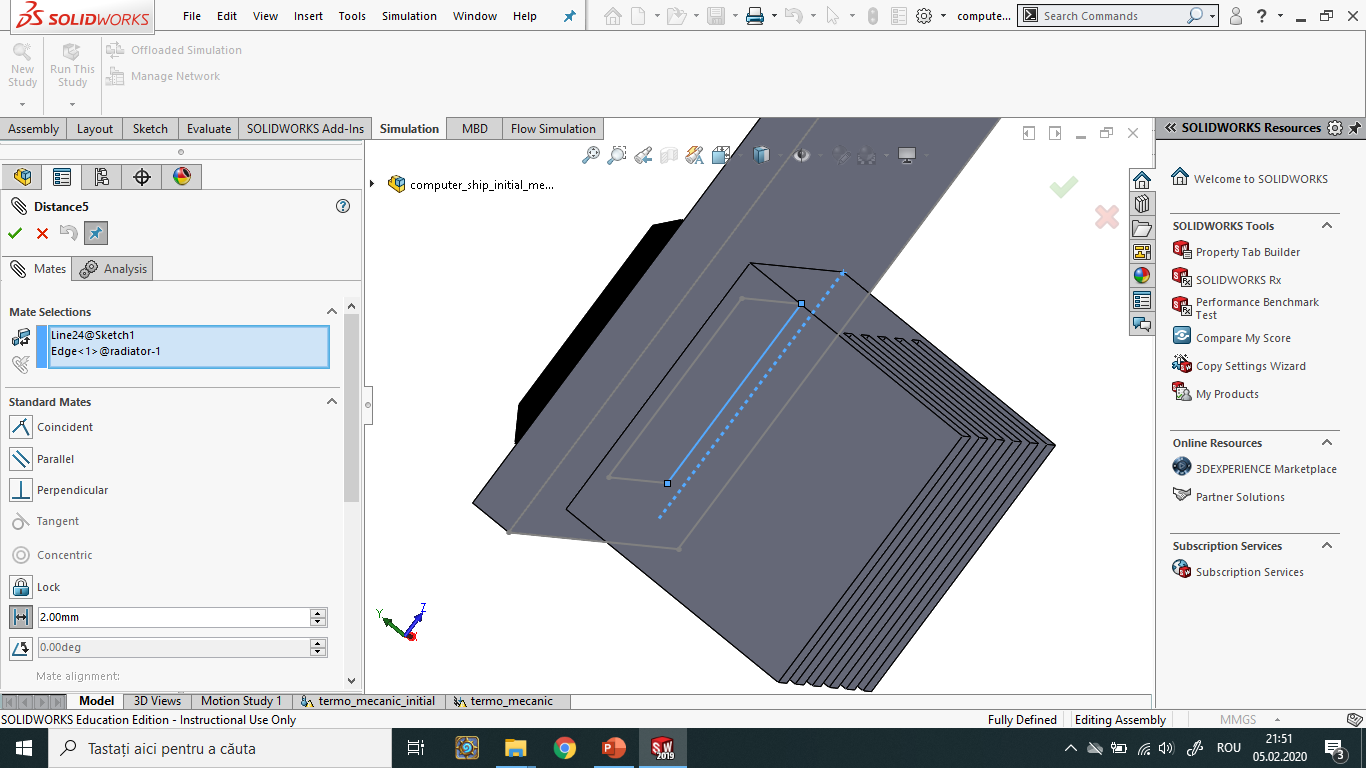 SOLIDWORKS
File Edit View Insert Tools Simulation Window Help
compute...
Search Commands
?
New Study
Run This Study
Offloaded Simulation
Manage Network
Assembly Layout Sketch Evaluate SOLIDWORKS Add-Ins Simulation MBD Flow Simulation
Distance5
Mates Analysis
Mate Selections
Line24@Sketch1
Edge<1>@radiator-1
Standard Mates
Coincident
Parallel
Perpendicular
Tangent
Concentric
Lock
2.00mm
0.00deg
Mate alignment:
computer_ship_initial_me...
Y
Z
X
SOLIDWORKS Resources
Welcome to SOLIDWORKS
SOLIDWORKS Tools
Property Tab Builder
SOLIDWORKS Rx
Performance Benchmark
Test
Compare My Score
Copy Settings Wizard
My Products
Online Resources
3DEXPERIENCE Marketplace
Partner Solutions
Subscription Services
Subscription Services
Model 3D Views Motion Study 1 termo_mecanic_initial termo_mecanic
SOLIDWORKS Education Edition - Instructional Use Only
Fully Defined Editing Assembly MMGS
Tastați aici pentru a căuta
SW
2019
ROU
21:51
05.02.2020
3